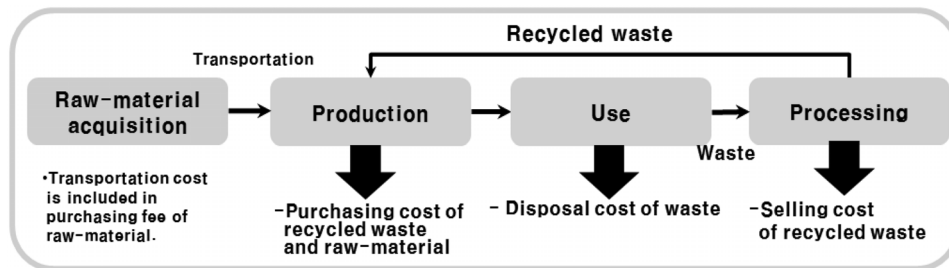 Recycled waste
Transportation
Raw-material
acquisition
Production
Use
Processing
Waste
•Transportation cost
is included in
purchasing fee of
raw-material.
-Purchasing cost of
recycled waste
and raw-material
- Disposal cost of waste
-Selling cost
of recycled waste